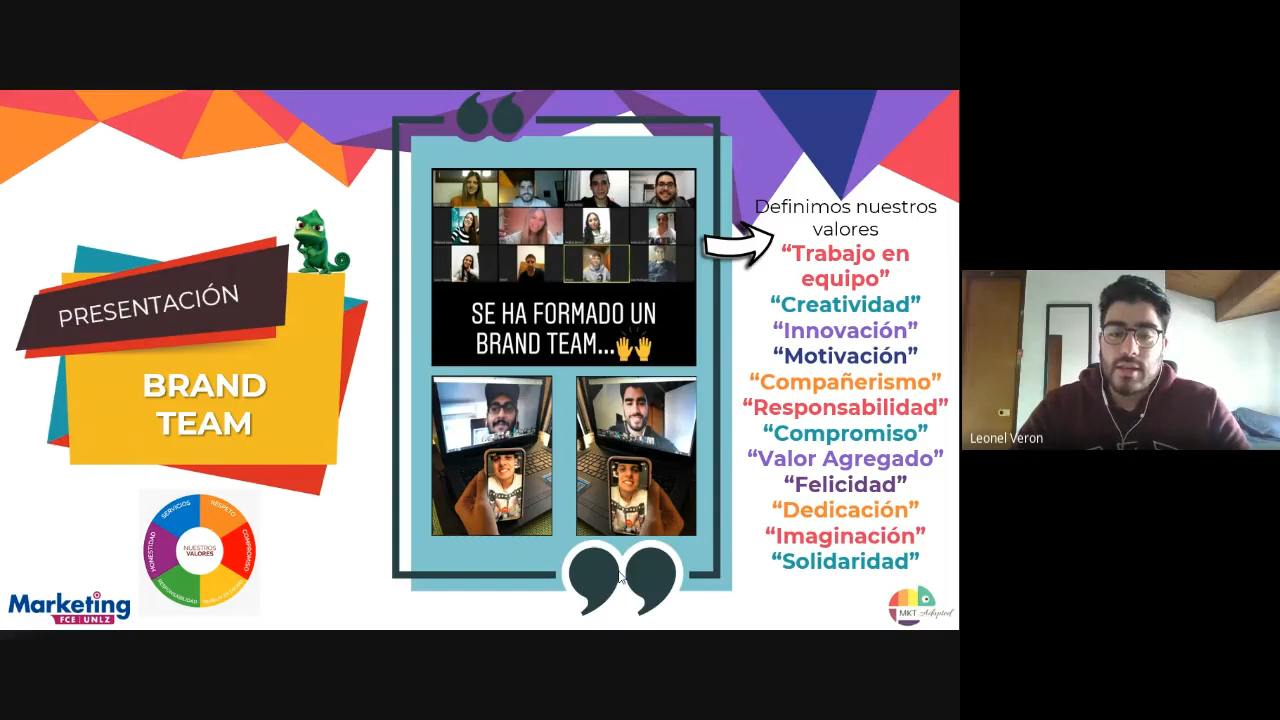 PRESENTACIÓN
BRAND
TEAM
SERVICIOS
RESPETO
COMPROMISO
RESPONSABILIDAD
HONESTIDAD
NUESTROS
VALORES
Marketing
FCE UNLZ
SE HA FORMADO UN
BRAND TEAM...🙌
Definimos nuestros
valores
“Trabajo en
equipo”
“Creatividad”
“Innovación”
“Motivación”
“Compañerismo”
“Responsabilidad”
“Compromiso”
“Valor Agregado”
“Felicidad”
“Dedicación”
“Imaginación”
“Solidaridad”
MKT Adapted
Leonel Veron